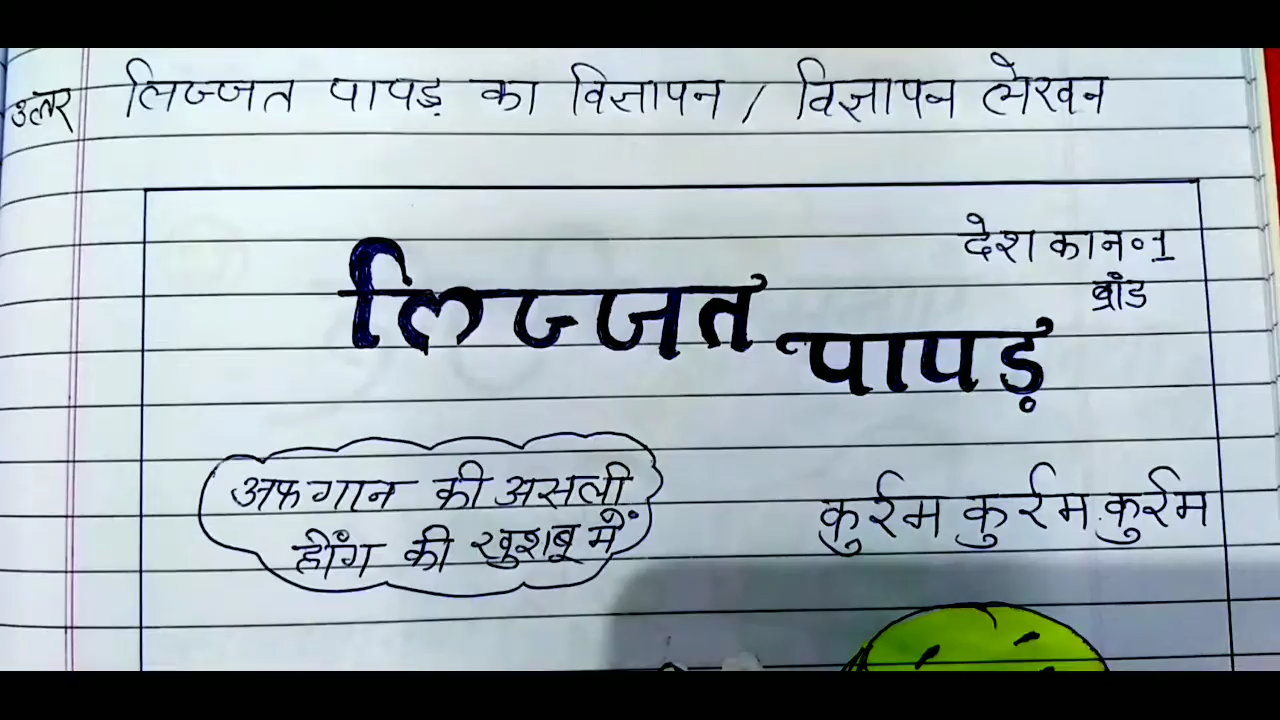 उत्तर लिज्जत पापड़ का विज्ञापन / विज्ञापन लेखन
देश का न॰ 1
ब्रांड
लिज्जत पापड़
अफगान की असली
हींग की खुशबू में
कुर्रम कुर्रम कुर्रम